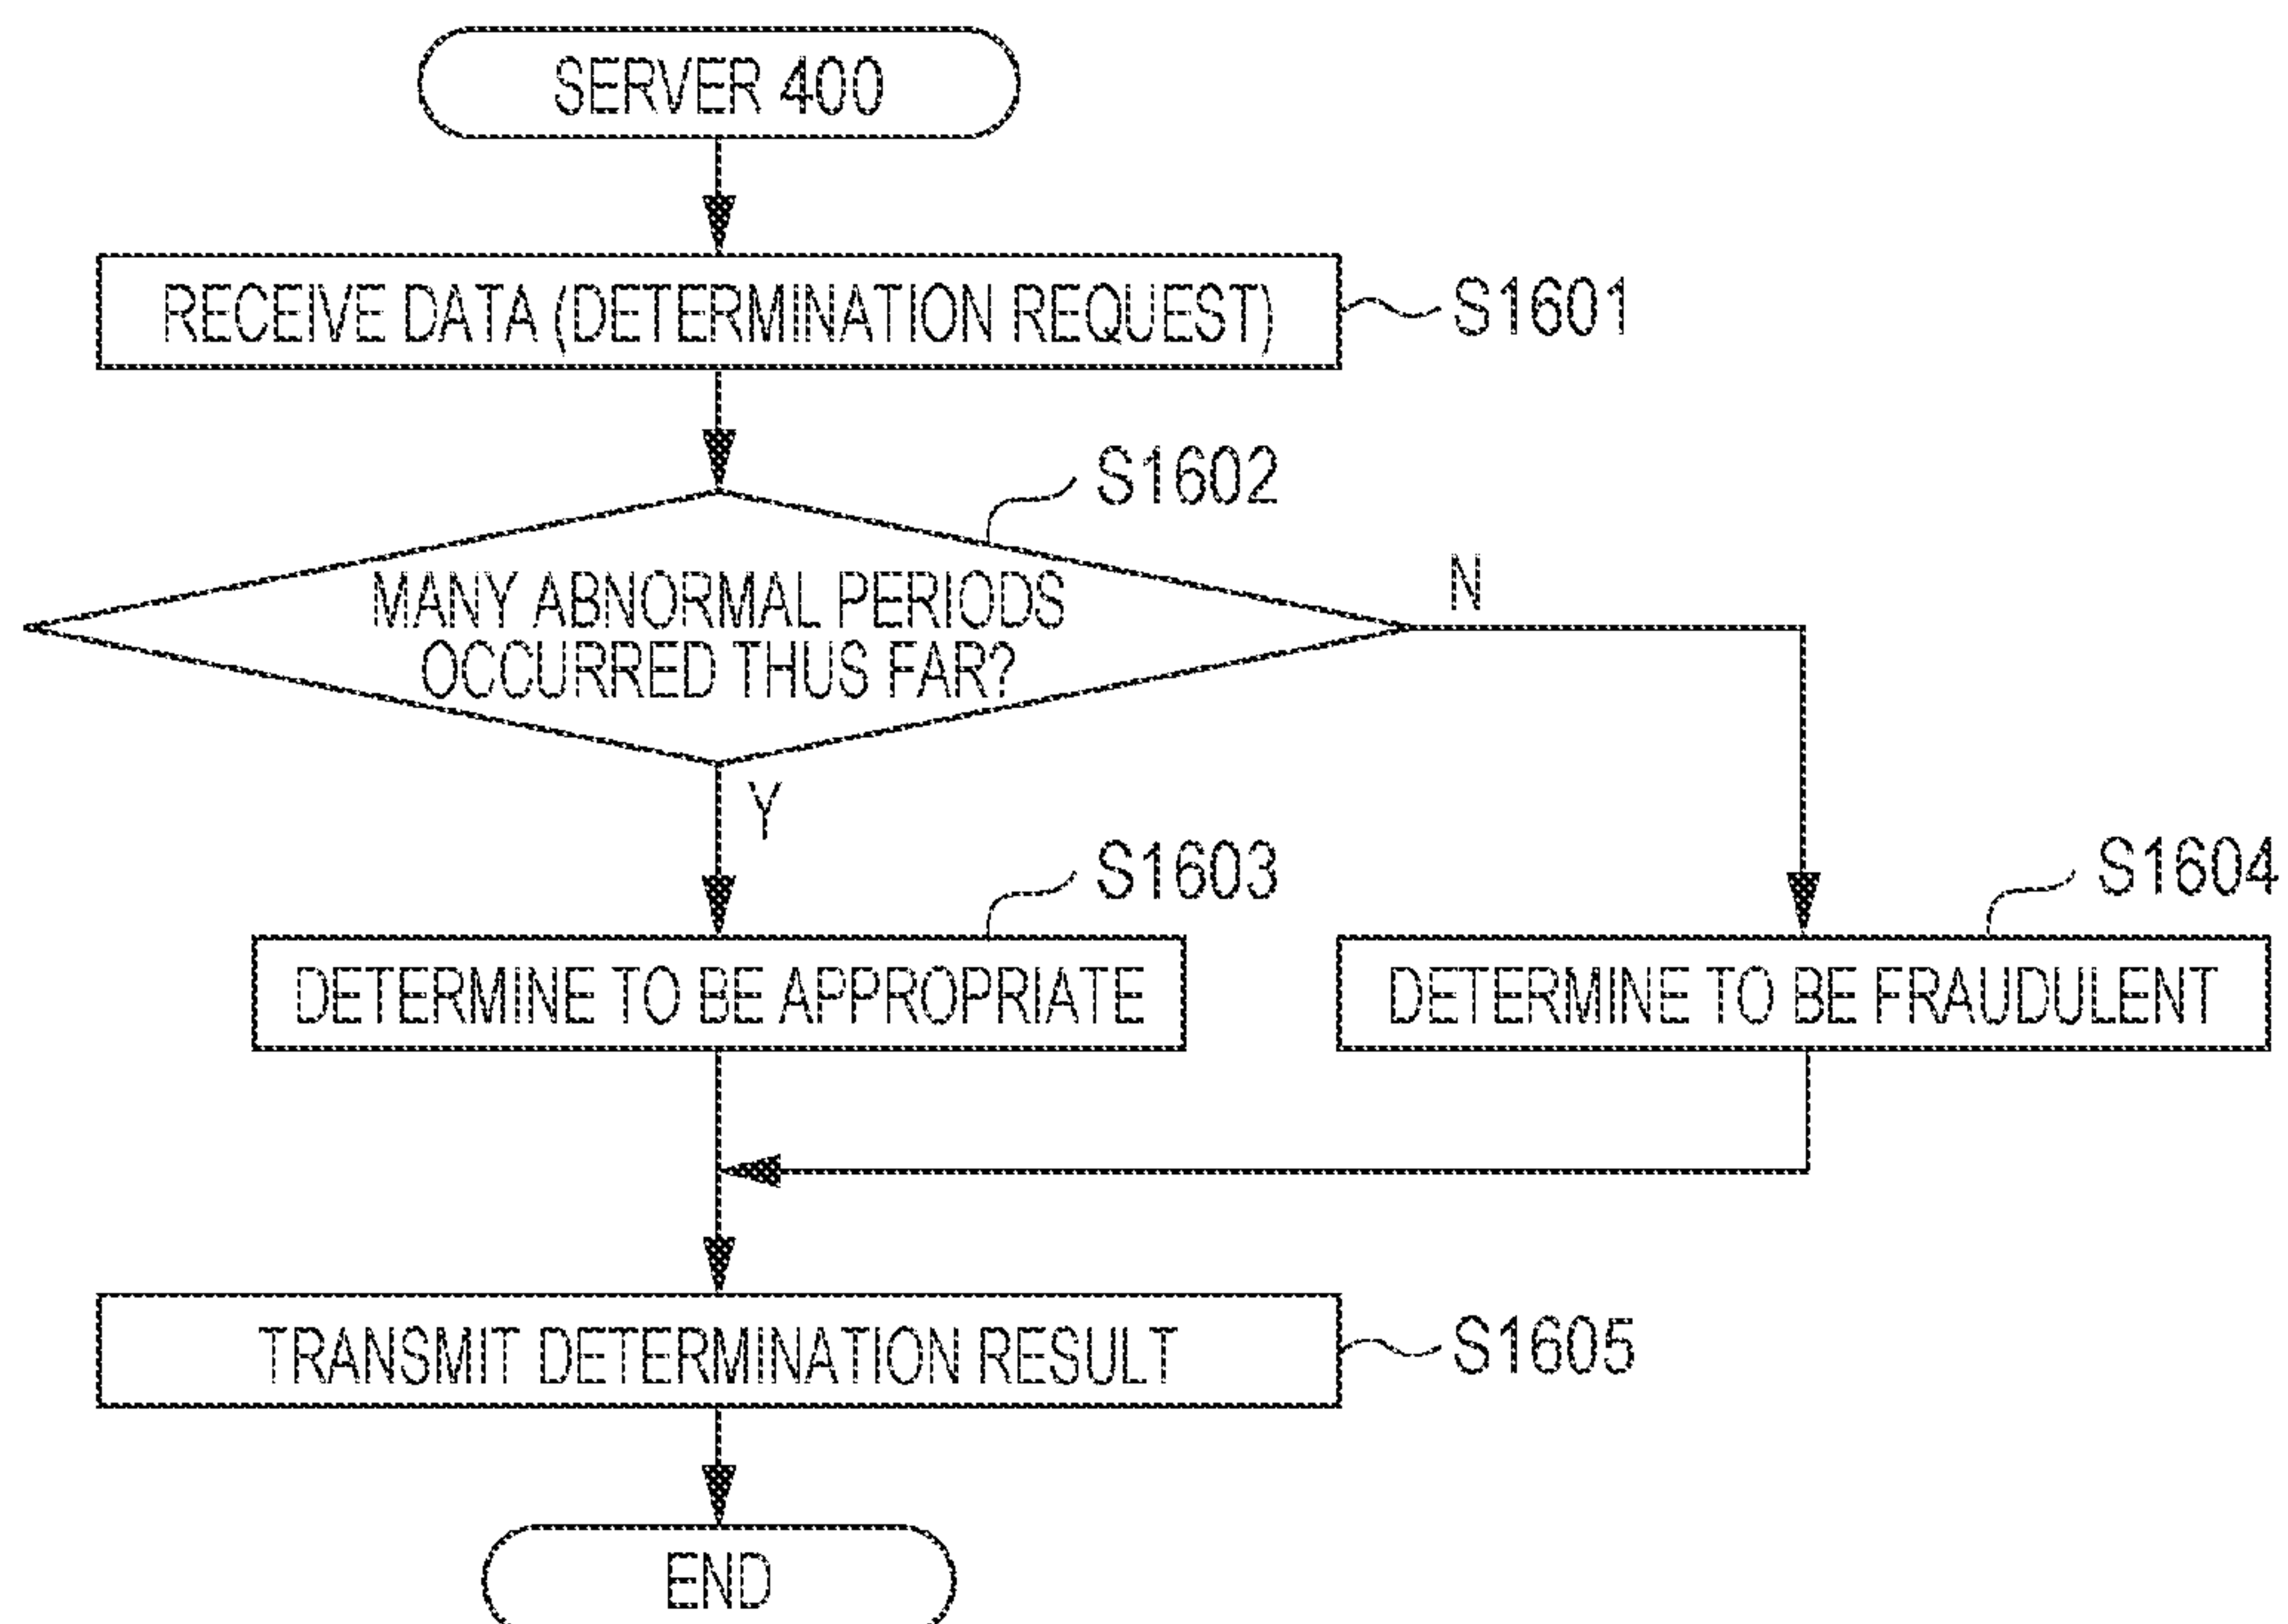 SERVER 400
RECEIVE DATA (DETERMINATION REQUEST)
S1601
S1602
MANY ABNORMAL PERIODS
OCCURRED THUS FAR?
N
Y
S1603
DETERMINE TO BE APPROPRIATE
S1604
DETERMINE TO BE FRAUDULENT
TRANSMIT DETERMINATION RESULT
S1605
END